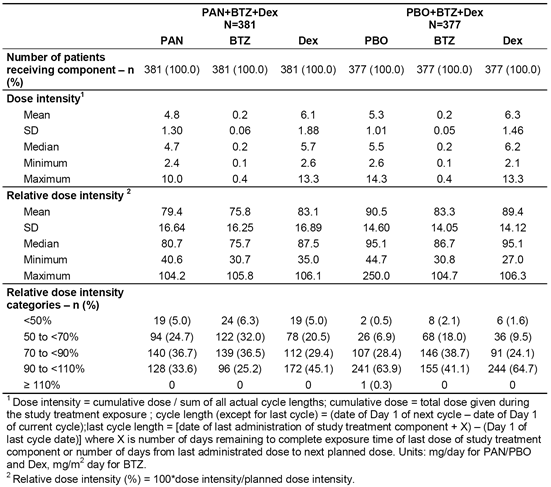 PAN+BTZ+Dex PBO+BTZ+Dex
N=381 N=377
PAN BTZ Dex PBO BTZ Dex
Number of patients
receiving component – n
(%) 381 (100.0) 381 (100.0) 381 (100.0) 377 (100.0) 377 (100.0) 377 (100.0)
Dose intensity1
Mean 4.8 0.2 6.1 5.3 0.2 6.3
SD 1.30 0.06 1.88 1.01 0.05 1.46
Median 4.7 0.2 5.7 5.5 0.2 6.2
Minimum 2.4 0.1 2.6 2.6 0.1 2.1
Maximum 10.0 0.4 13.3 14.3 0.4 13.3
Relative dose intensity 2
Mean 79.4 75.8 83.1 90.5 83.3 89.4
SD 16.64 16.25 16.89 14.60 14.05 14.12
Median 80.7 75.7 87.5 95.1 86.7 95.1
Minimum 40.6 30.7 35.0 44.7 30.8 27.0
Maximum 104.2 105.8 106.1 250.0 104.7 106.3
Relative dose intensity
categories – n (%)
<50% 19 (5.0) 24 (6.3) 19 (5.0) 2 (0.5) 8 (2.1) 6 (1.6)
50 to <70% 94 (24.7) 122 (32.0) 78 (20.5) 26 (6.9) 68 (18.0) 36 (9.5)
70 to <90% 140 (36.7) 139 (36.5) 112 (29.4) 107 (28.4) 146 (38.7) 91 (24.1)
90 to <110% 128 (33.6) 96 (25.2) 172 (45.1) 241 (63.9) 155 (41.1) 244 (64.7)
≥ 110% 0 0 0 1 (0.3) 0 0
1 Dose intensity = cumulative dose / sum of all actual cycle lengths; cumulative dose = total dose given during
the study treatment exposure ; cycle length (except for last cycle) = (date of Day 1 of next cycle – date of Day 1
of current cycle);last cycle length = [date of last administration of study treatment component + X) – (Day 1 of
last cycle date)] where X is number of days remaining to complete exposure time of last dose of study treatment
component or number of days from last administrated dose to next planned dose. Units: mg/day for PAN/PBO
and Dex, mg/m2 day for BTZ.
2 Relative dose intensity (%) = 100*dose intensity/planned dose intensity.